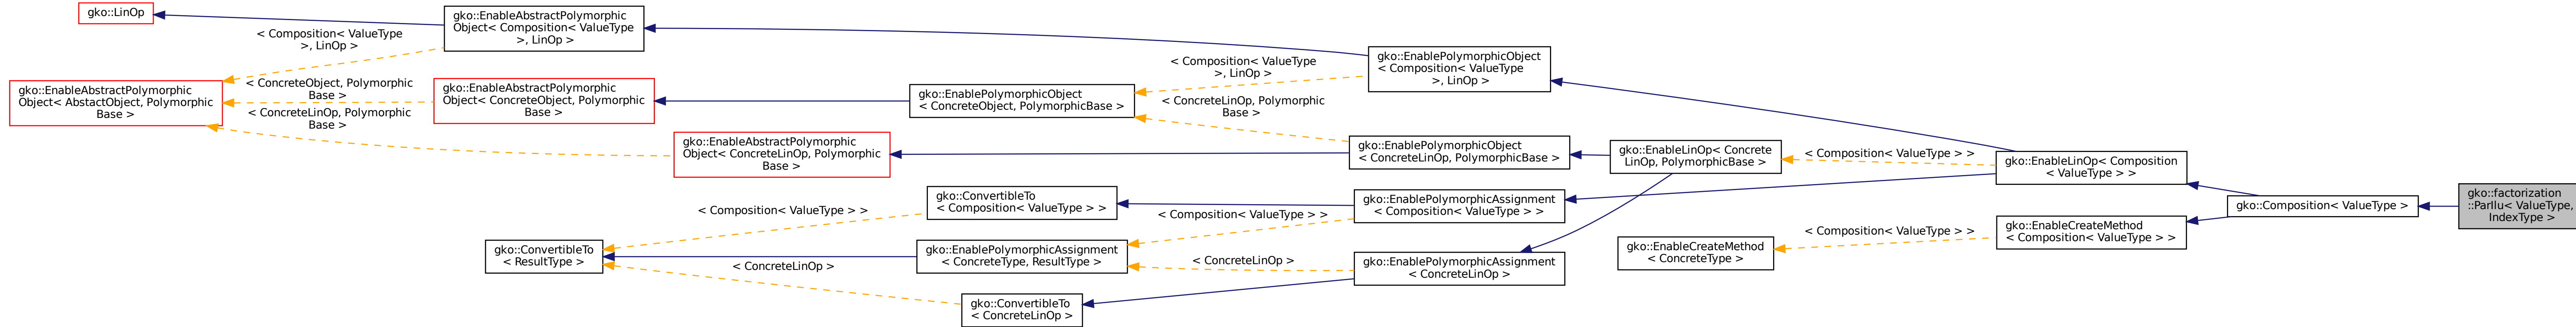 gko::LinOp
gko::EnableAbstractPolymorphic
Object< Composition< ValueType
>, LinOp >
< Composition< ValueType
>, LinOp >
gko::EnableAbstractPolymorphic
Object< AbstactObject, Polymorphic
Base >
< ConcreteObject, Polymorphic
Base >
< ConcreteLinOp, Polymorphic
Base >
gko::EnableAbstractPolymorphic
Object< ConcreteObject, Polymorphic
Base >
gko::EnableAbstractPolymorphic
Object< ConcreteLinOp, Polymorphic
Base >
gko::EnablePolymorphicObject
< ConcreteObject, PolymorphicBase >
< Composition< ValueType
>, LinOp >
< ConcreteLinOp, Polymorphic
Base >
gko::EnablePolymorphicObject
< Composition< ValueType
>, LinOp >
gko::EnablePolymorphicObject
< ConcreteLinOp, PolymorphicBase >
gko::EnableLinOp< Concrete
LinOp, PolymorphicBase >
< Composition< ValueType > >
gko::EnableLinOp< Composition
< ValueType > >
gko::ConvertibleTo
< ResultType >
< Composition< ValueType > >
gko::ConvertibleTo
< Composition< ValueType > >
gko::EnablePolymorphicAssignment
< ConcreteType, ResultType >
< ConcreteLinOp >
gko::ConvertibleTo
< ConcreteLinOp >
< Composition< ValueType > >
< ConcreteLinOp >
gko::EnablePolymorphicAssignment
< Composition< ValueType > >
gko::EnablePolymorphicAssignment
< ConcreteLinOp >
gko::EnableCreateMethod
< ConcreteType >
< Composition< ValueType > >
gko::EnableCreateMethod
< Composition< ValueType > >
gko::Composition< ValueType >
gko::factorization
::ParIlu< ValueType,
IndexType >